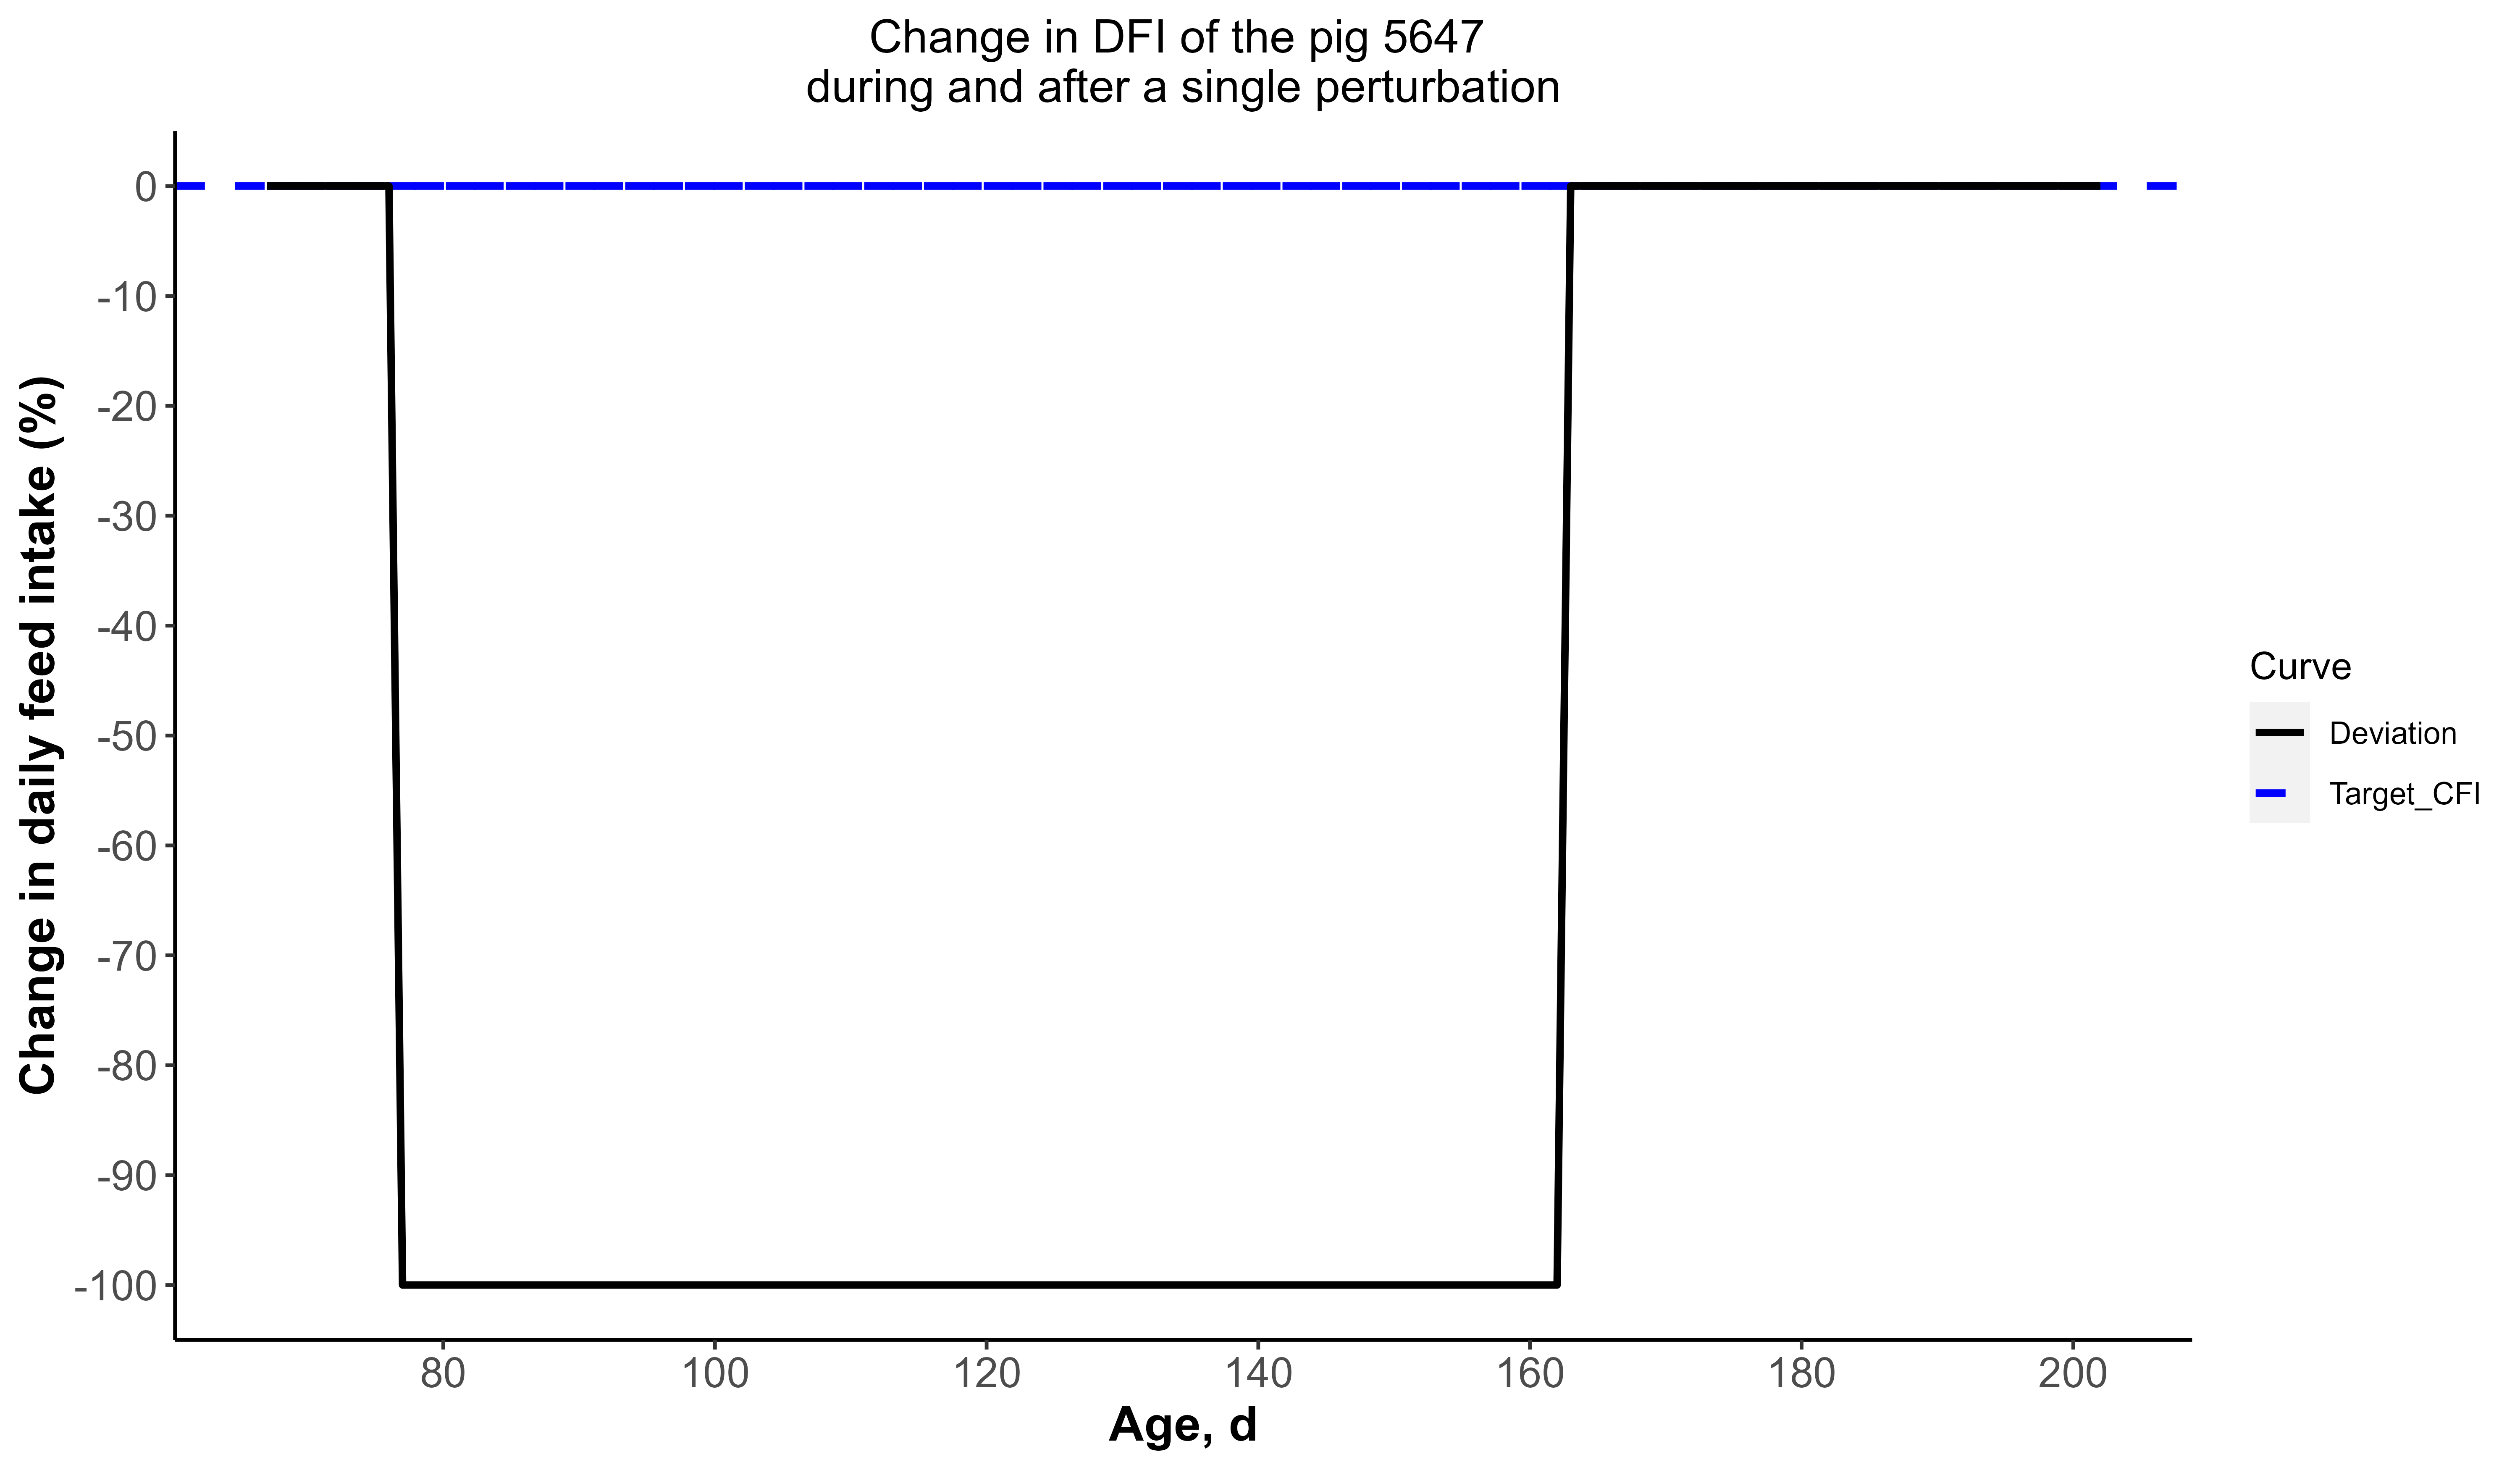 Change in DFI of the pig 5647
during and after a single perturbation
Change in daily feed intake (%)
0
-10
-20
-30
-40
-50
-60
-70
-80
-90
-100
80 100 120 140 160 180 200
Age, d
Curve
Deviation
Target_CFI